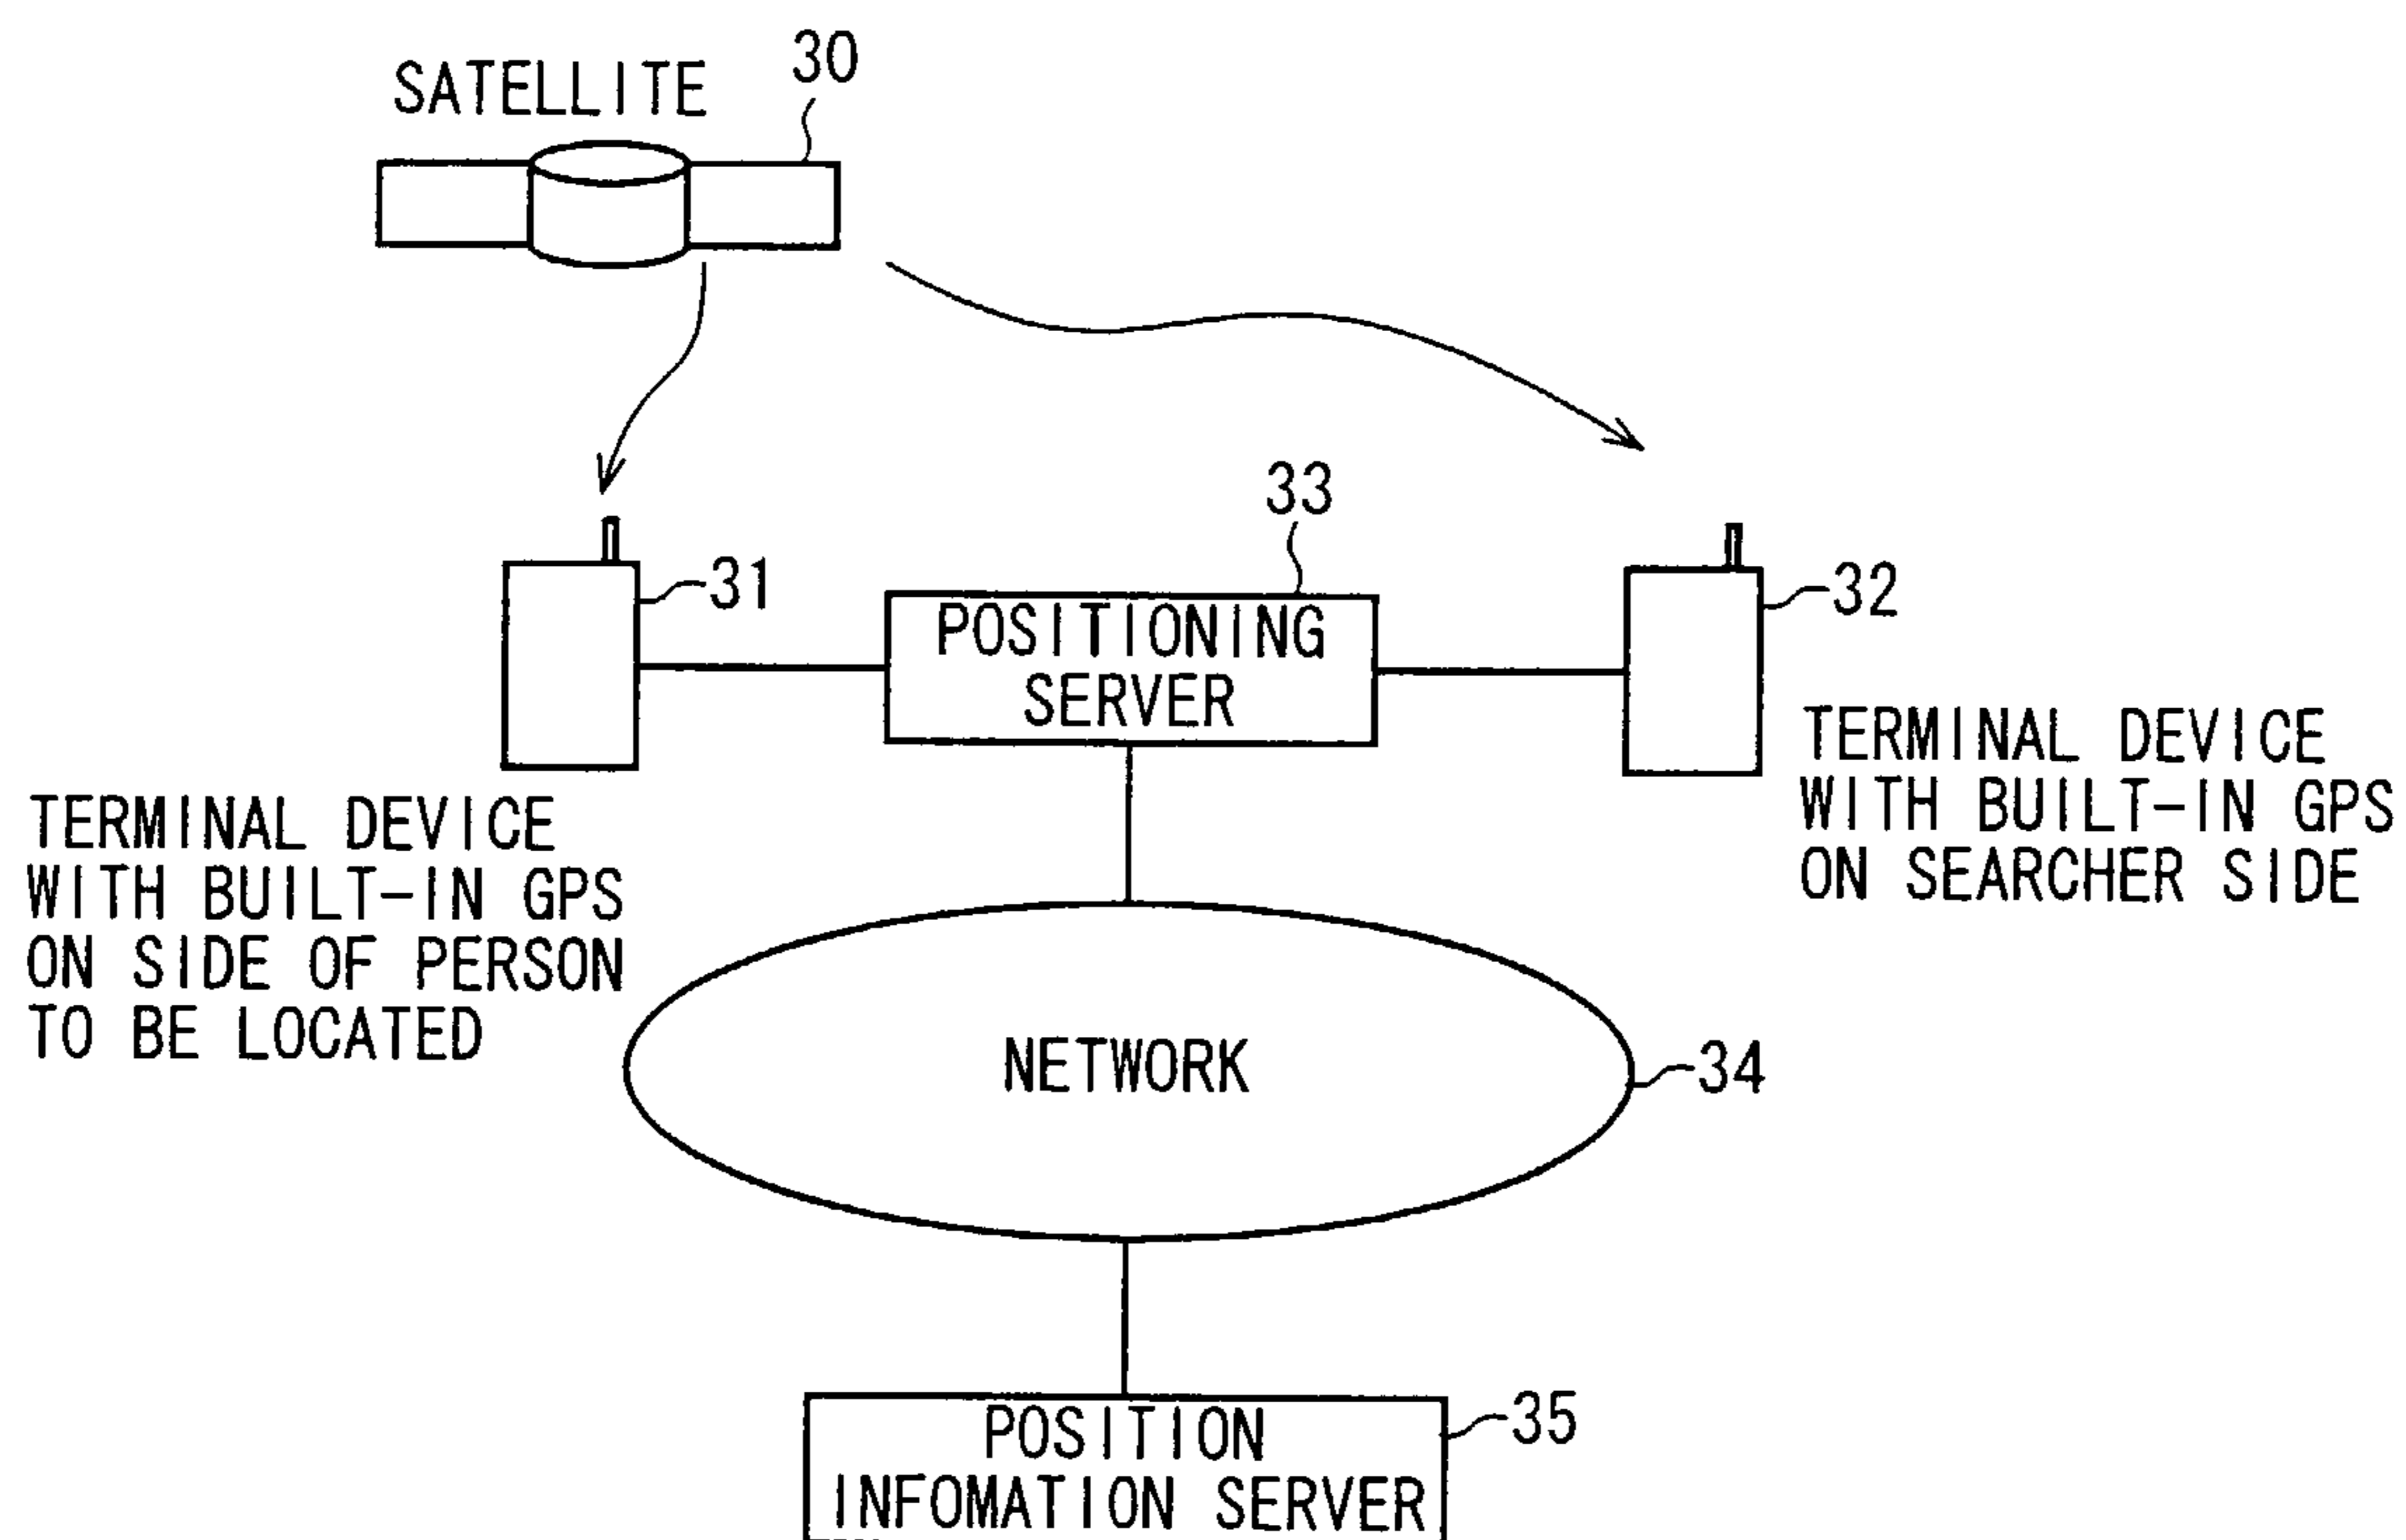 SATELLITE
30
31
33
POSITIONING
SERVER
32
TERMINAL DEVICE
WITH BUILT-IN GPS
ON SEARCHER SIDE
TERMINAL DEVICE
WITH BUILT-IN GPS
ON SIDE OF PERSON
TO BE LOCATED
NETWORK
34
POSITION
INFOMATION SERVER
35